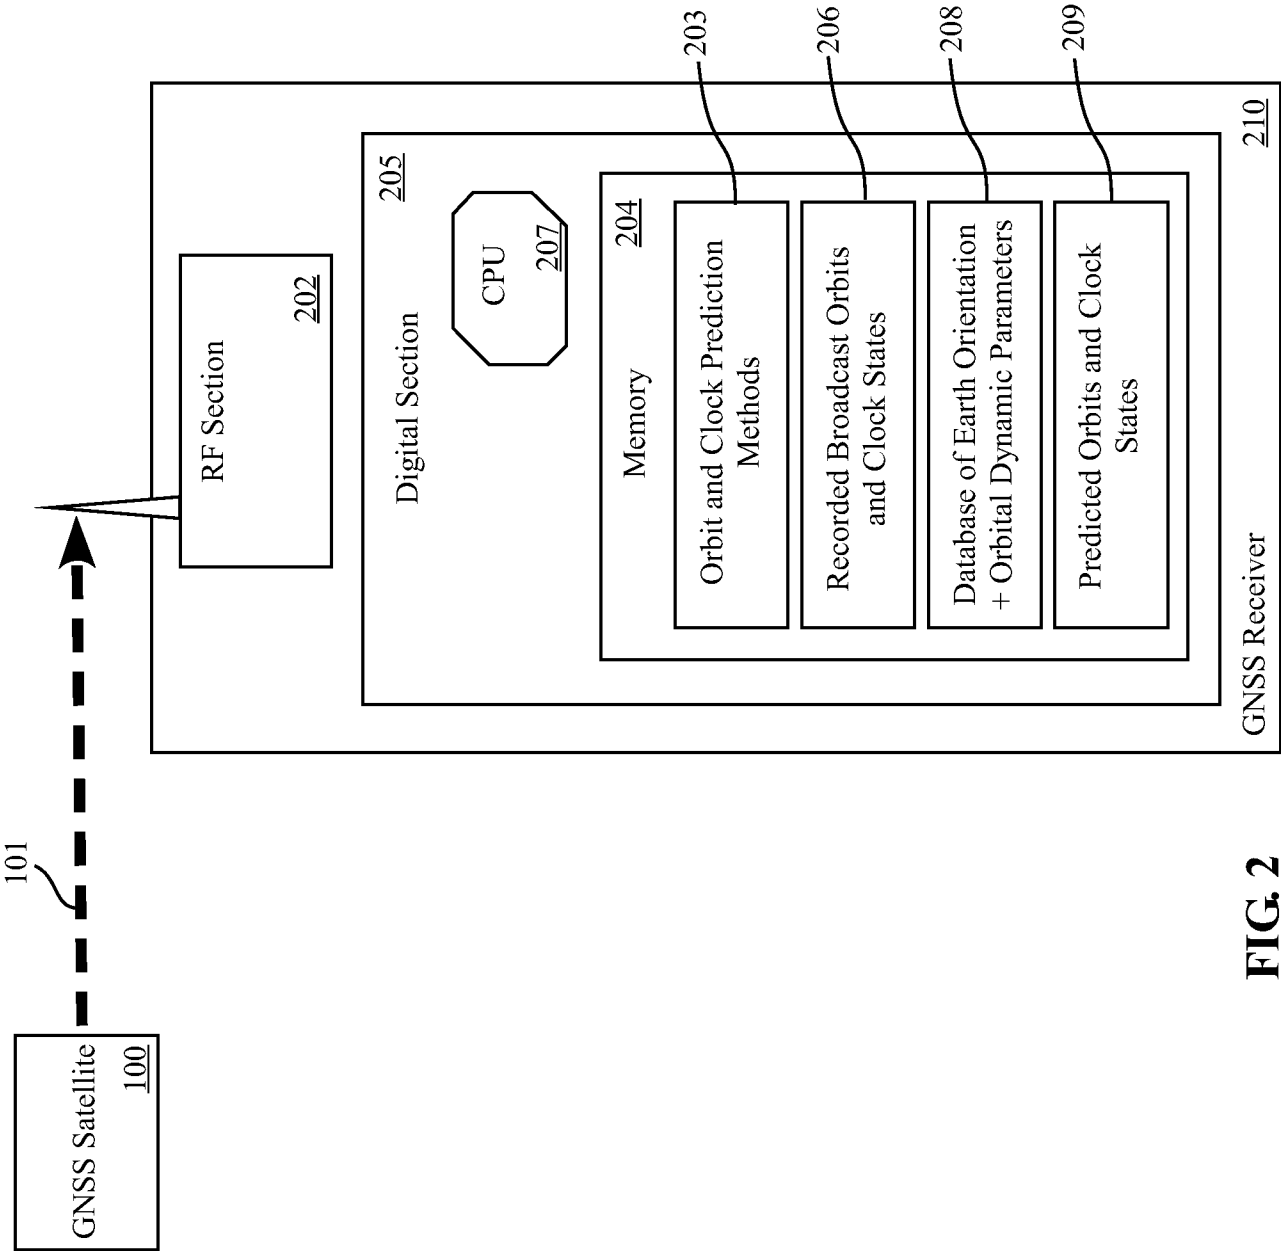 GNSS Satellite
100
101
RF Section
202
Digital Section
205
CPU
207
Memory
204
Orbit and Clock Prediction
Methods
203
Recorded Broadcast Orbits
and Clock States
206
Database of Earth Orientation
+ Orbital Dynamic Parameters
208
Predicted Orbits and Clock
States
209
GNSS Receiver
210
FIG. 2